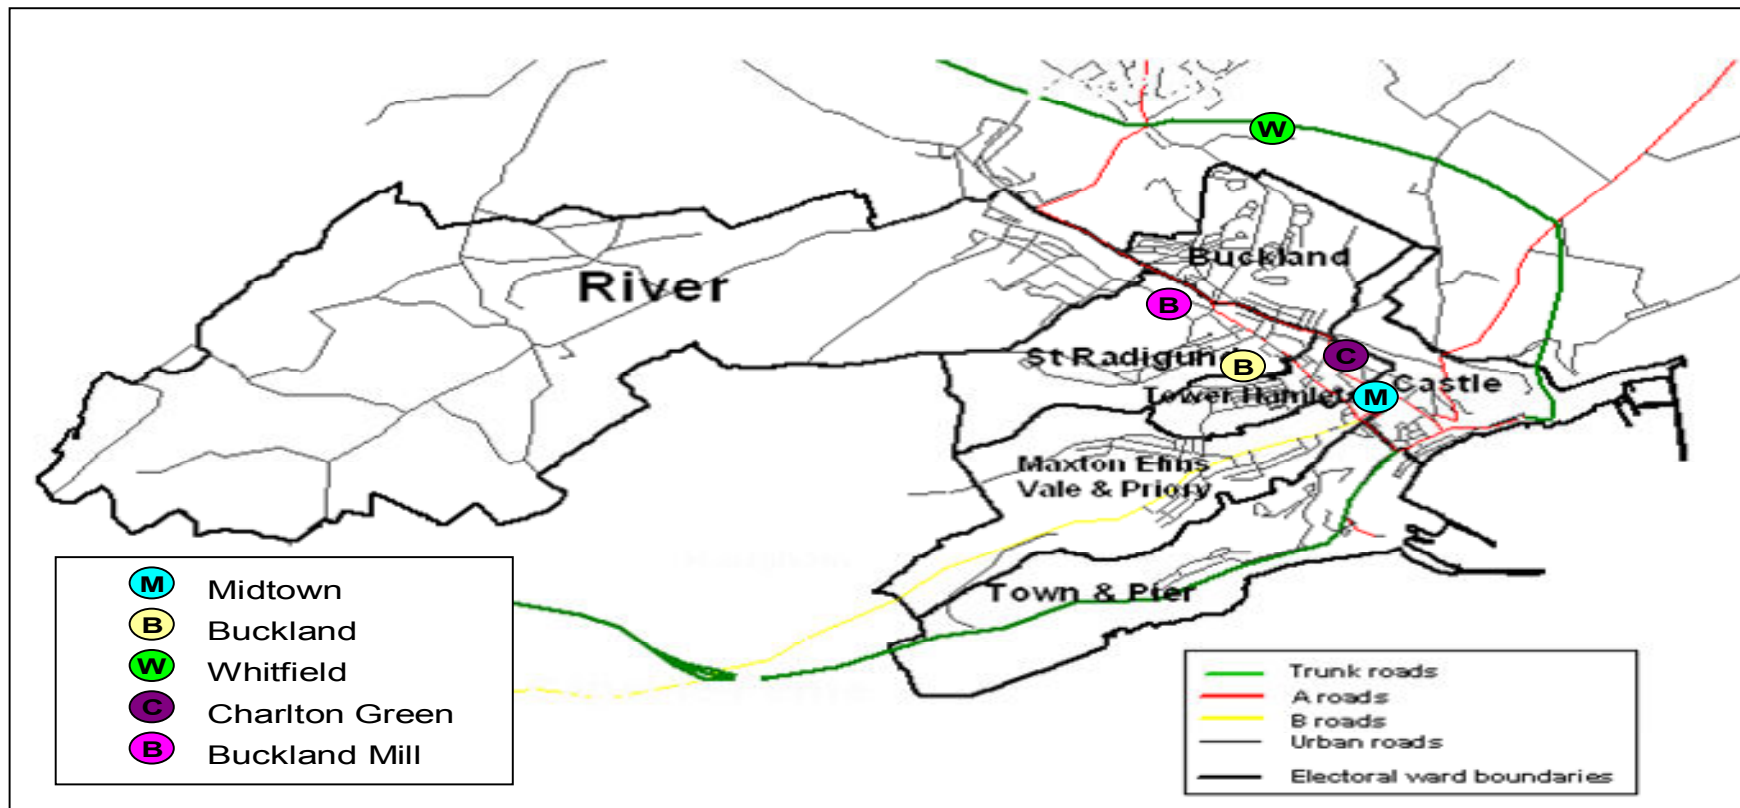 W
Buckland
River
B
St Radigund
B
C
Castle
Tower Hamlets
M
Maxton Elms
Vale & Priory
Town & Pier
M Midtown
B Buckland
W Whitfield
C Charlton Green
B Buckland Mill
Trunk roads
A roads
B roads
Urban roads
Electoral ward boundaries